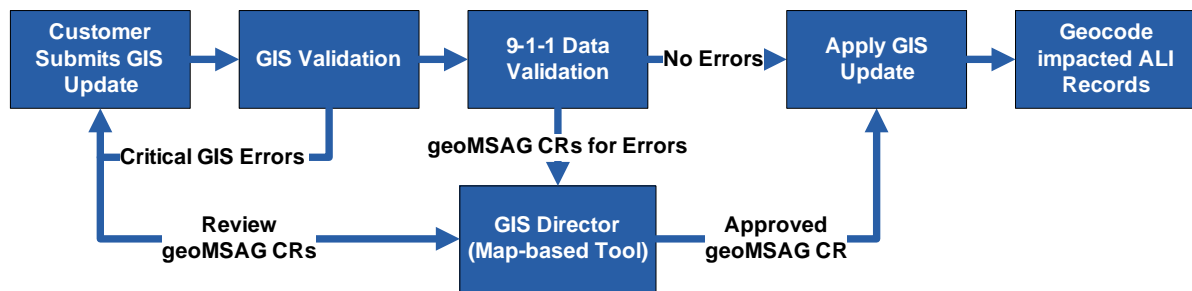 Customer
Submits GIS
Update
GIS Validation
9-1-1 Data
Validation
No Errors
Apply GIS
Update
Geocode
impacted ALI
Records
Critical GIS Errors
geoMSAG CRs for Errors
Review
geoMSAG CRs
GIS Director
(Map-based Tool)
Approved
geoMSAG CR